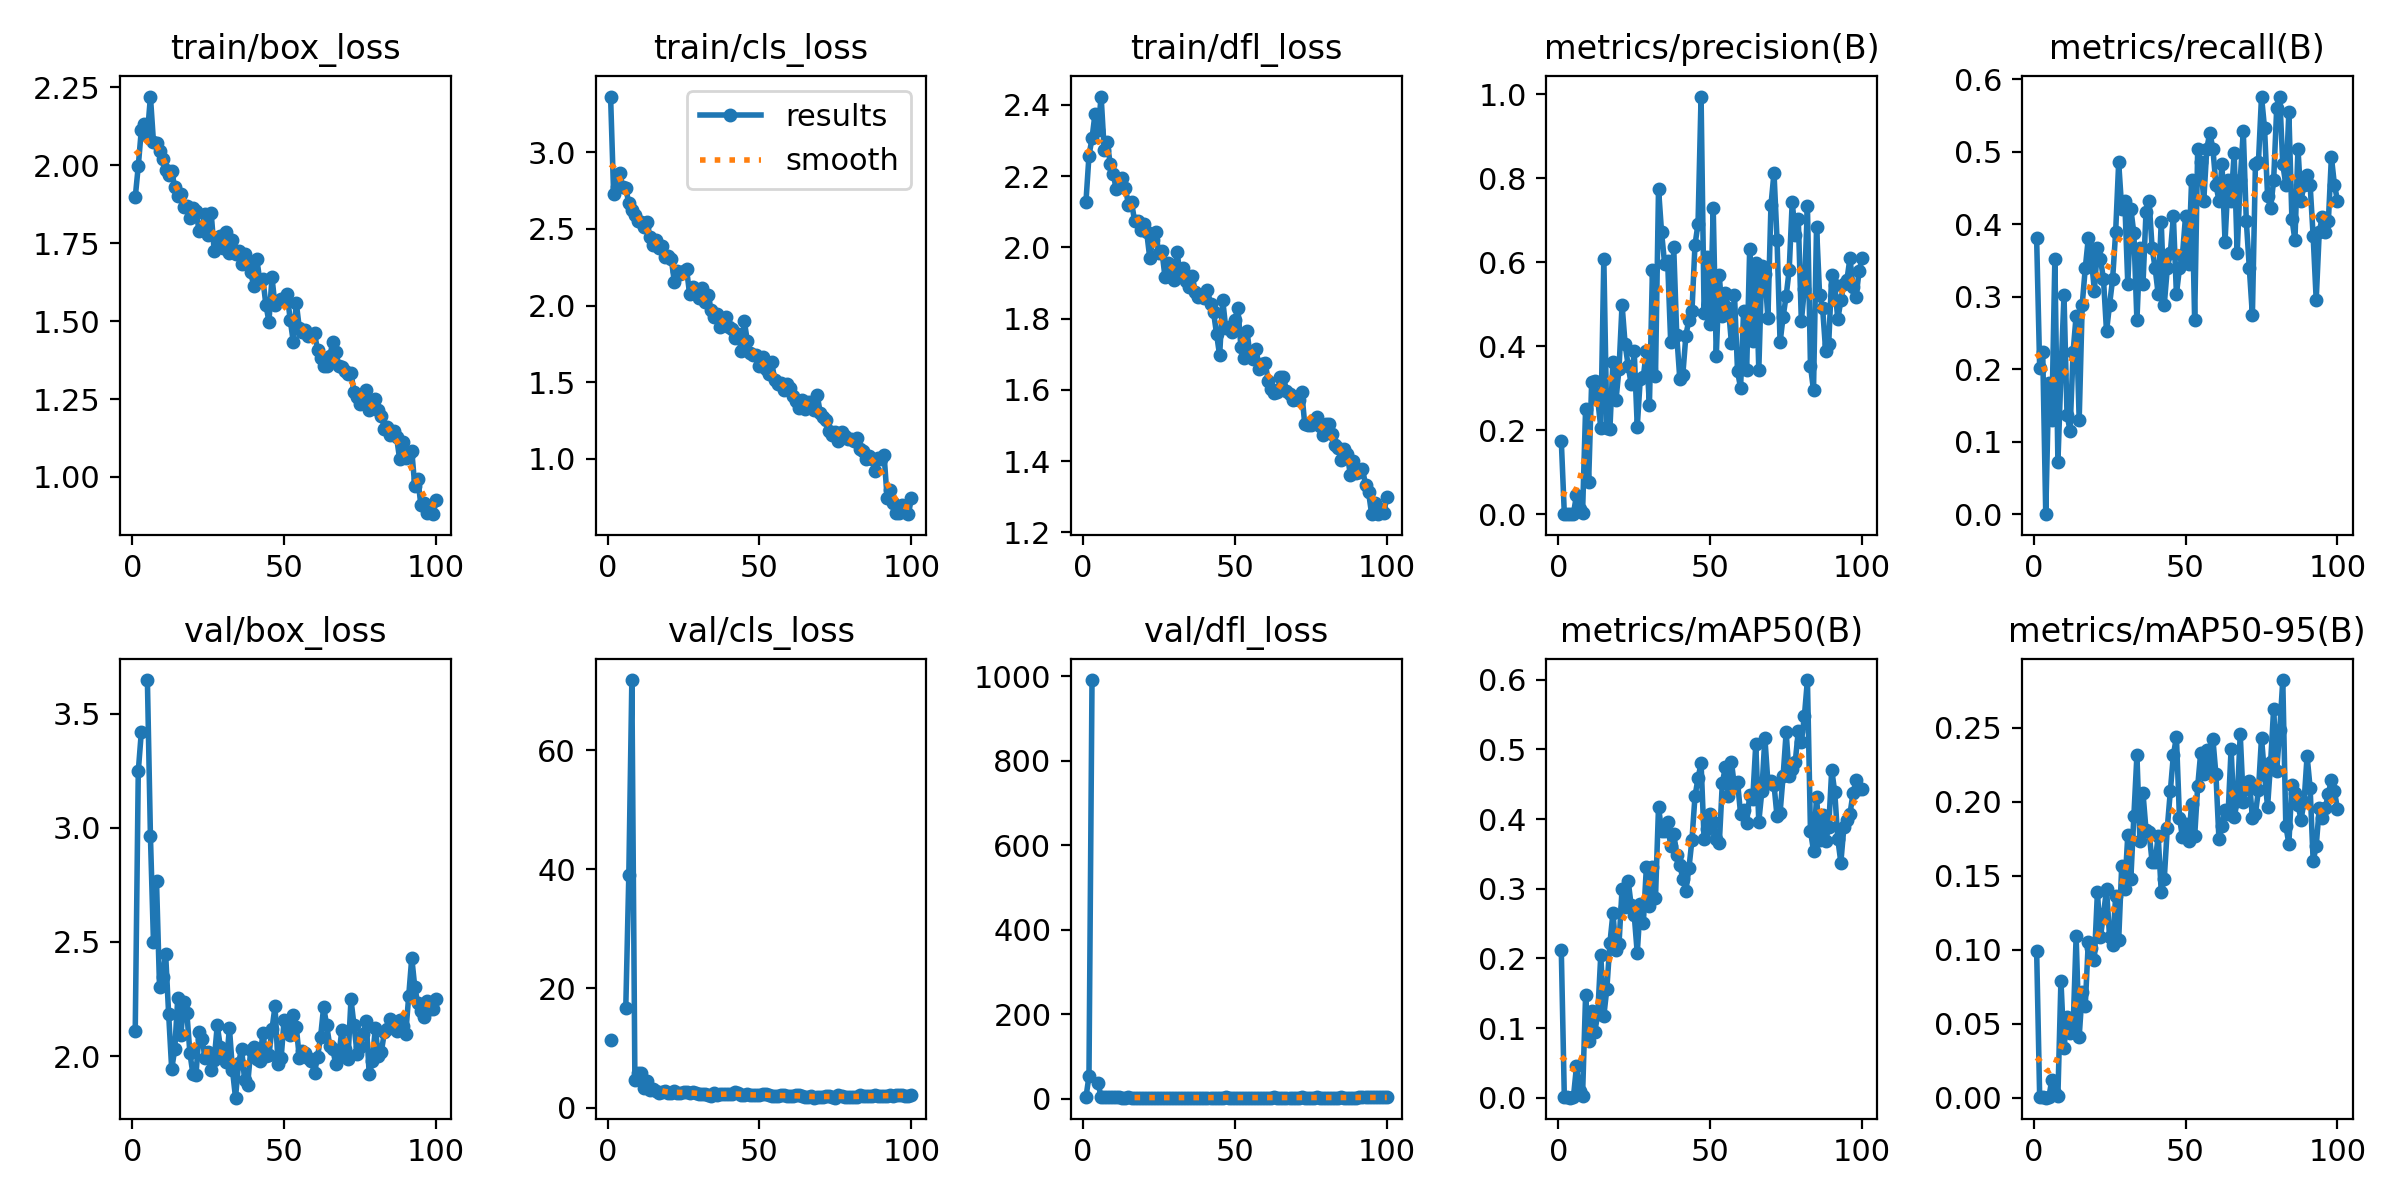 train/box_loss
2.25
2.00
1.75
1.50
1.25
1.00
0 50 100
train/cls_loss
results
smooth
3.0
2.5
2.0
1.5
1.0
0 50 100
train/dfl_loss
2.4
2.2
2.0
1.8
1.6
1.4
1.2
0 50 100
metrics/precision(B)
1.0
0.8
0.6
0.4
0.2
0.0
0 50 100
metrics/recall(B)
0.6
0.5
0.4
0.3
0.2
0.1
0.0
0 50 100
val/box_loss
3.5
3.0
2.5
2.0
0 50 100
val/cls_loss
60
40
20
0
0 50 100
val/dfl_loss
1000
800
600
400
200
0
0 50 100
metrics/mAP50(B)
0.6
0.5
0.4
0.3
0.2
0.1
0.0
0 50 100
metrics/mAP50-95(B)
0.25
0.20
0.15
0.10
0.05
0.00
0 50 100